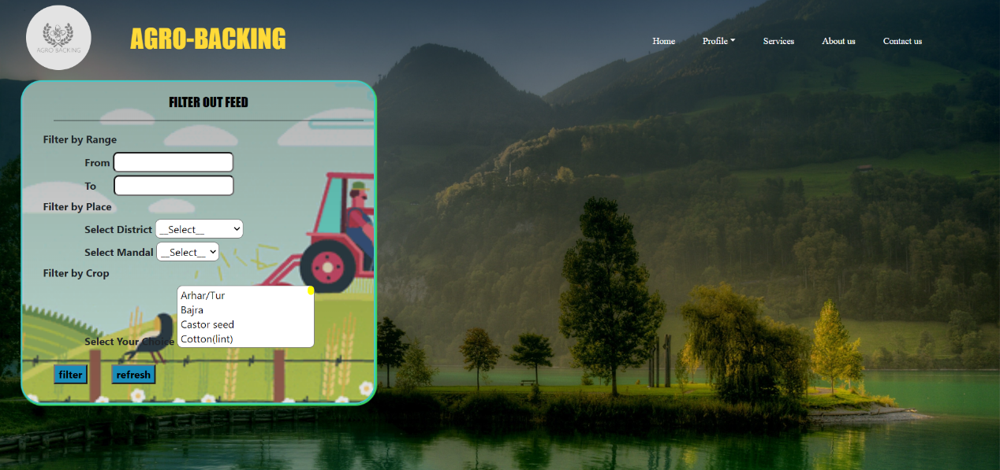 AGRO BACKING
AGRO-BACKING
Home Profile Services About us Contact us
FILTER OUT FEED
Filter by Range
From
To
Filter by Place
Select District __Select__
Select Mandal __Select__
Filter by Crop
Arhar/Tur
Bajra
Castor seed
Cotton(lint)
Select Your Choice
filter refresh